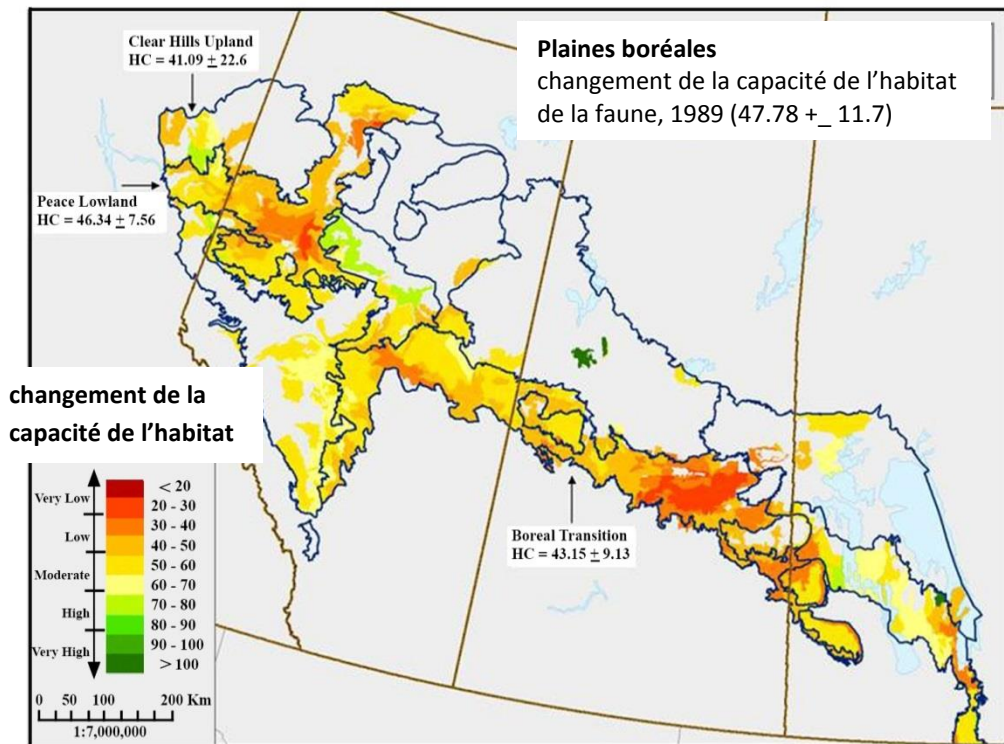 Clear Hills Upland
HC = 41.09 ± 22.6
Plaines boréales
changement de la capacité de l’habitat
de la faune, 1989 (47.78 +_ 11.7)
Peace Lowland
HC = 46.34 ± 7.56
changement de la
capacité de l’habitat
Very Low
Low
Moderate
High
Very High
< 20
20 - 30
30 - 40
40 - 50
50 - 60
60 - 70
70 - 80
80 - 90
90 - 100
> 100
Boreal Transition
HC = 43.15 ± 9.13
0 50 100 200 Km
1:7,000,000